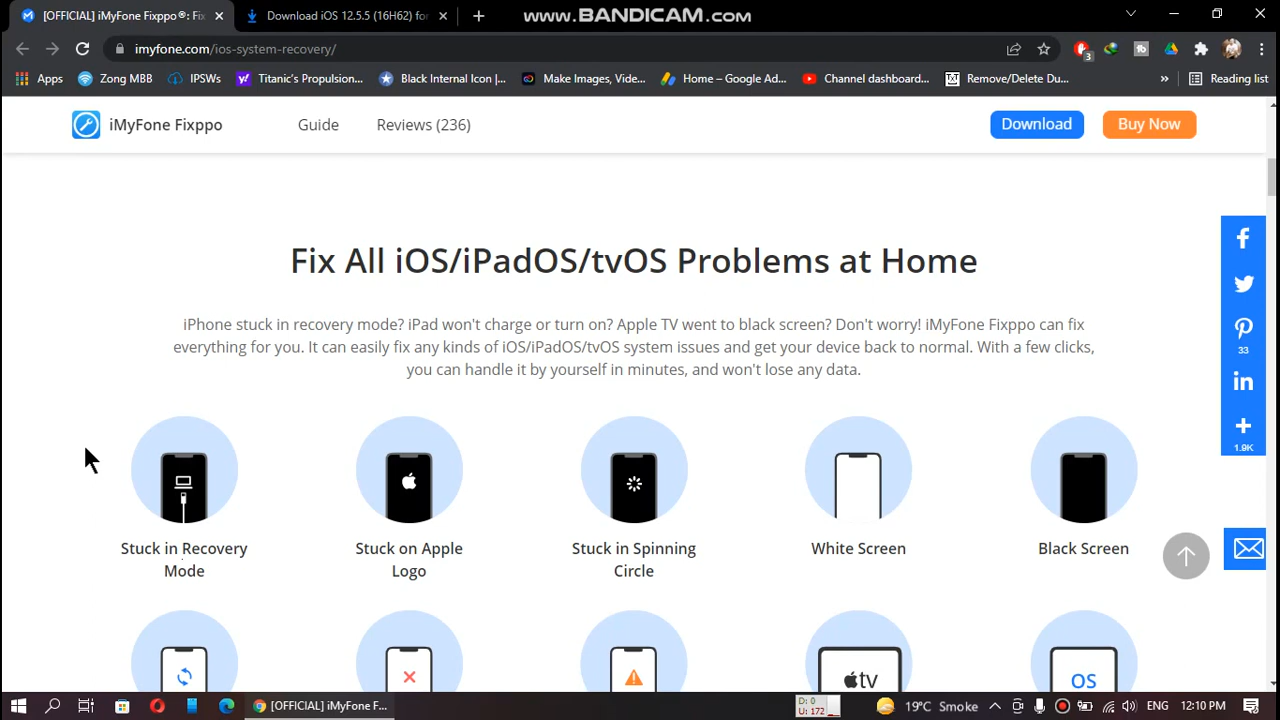 [OFFICIAL] iMyFone Fixppo®: Fix
Download iOS 12.5.5 (16H62) for
www.BANDICAM.com
imyfone.com/ios-system-recovery/
3
Apps
Zong MBB
IPSWs
Titanic's Propulsion...
Black Internal Icon |...
Make Images, Vide...
Home – Google Ad...
Channel dashboard...
Remove/Delete Du...
»
Reading list
iMyFone Fixppo
Guide
Reviews (236)
Download
Buy Now
Fix All iOS/iPadOS/tvOS Problems at Home
iPhone stuck in recovery mode? iPad won't charge or turn on? Apple TV went to black screen? Don't worry! iMyFone Fixppo can fix
everything for you. It can easily fix any kinds of iOS/iPadOS/tvOS system issues and get your device back to normal. With a few clicks,
you can handle it by yourself in minutes, and won't lose any data.
33
1.9K
Stuck in Recovery
Mode
Stuck on Apple
Logo
Stuck in Spinning
Circle
White Screen
Black Screen
tv
OS
[OFFICIAL] iMyFone F...
D: 0
U: 172
19°C Smoke
ENG
12:10 PM